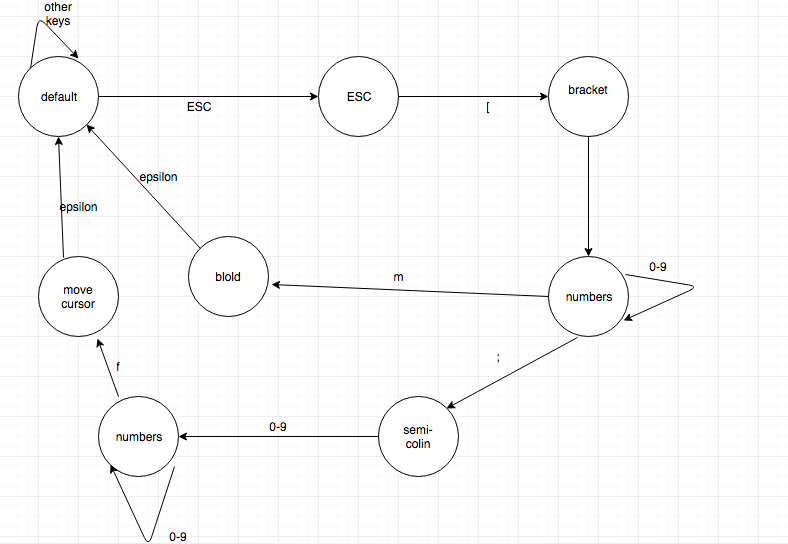 other
keys
default
ESC
ESC
[
bracket
epsilon
epsilon
move
cursor
blold
m
numbers
0-9
;
f
numbers
0-9
semi-
colin
0-9